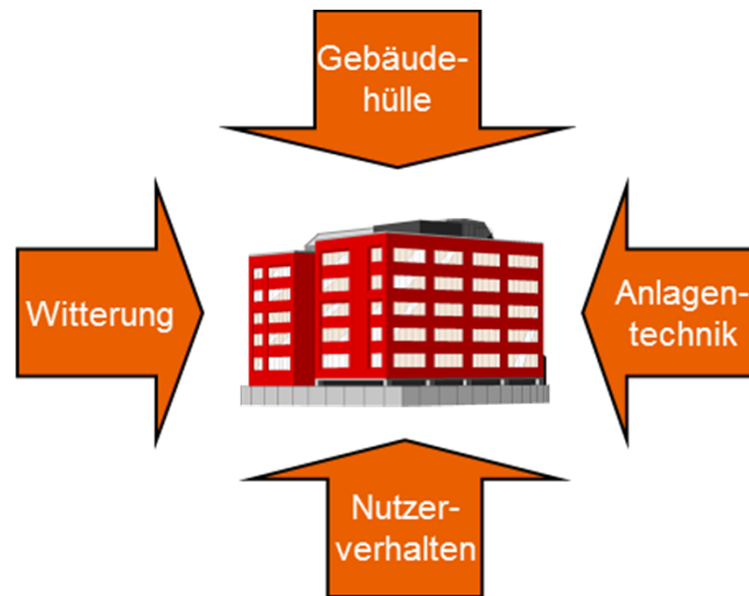 Gebäude-
hülle
Witterung
Anlagen-
technik
Nutzer-
verhalten